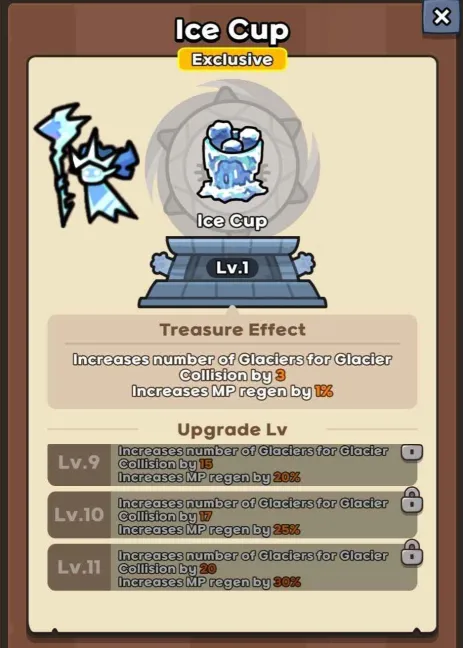 Ice Cup
Exclusive
Ice Cup
Lv.1
Treasure Effect
Increases number of Glaciers for Glacier
Collision by 3
Increases MP regen by 1%
Upgrade Lv
Lv.9
Increases number of Glaciers for Glacier
Collision by 15
Increases MP regen by 20%
Lv.10
Increases number of Glaciers for Glacier
Collision by 17
Increases MP regen by 25%
Lv.11
Increases number of Glaciers for Glacier
Collision by 20
Increases MP regen by 30%